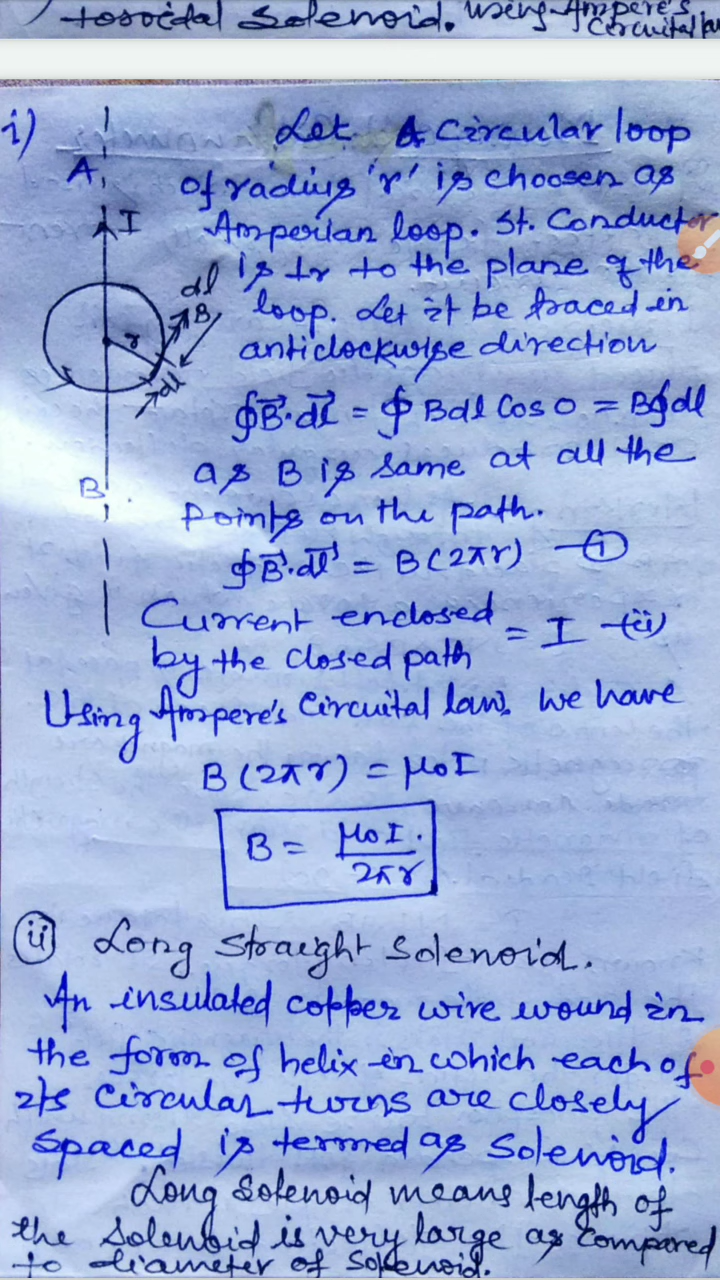 toroidal solenoid. Using Ampere's
Circuital law
i)
Let A Circular loop
A
of radius 'r' is choosen as
I
Amperian loop. St. Conductor
is ⊥r to the plane of the
dl
B
loop. Let it be traced in
r
anticlockwise direction
dl
∮B⃗.dl⃗ = ∮ Bdl Cos 0 = B∮dl
as B is same at all the
B
points on the path.
∮B⃗.dl⃗ = B(2πr) —(i)
Current enclosed
by the closed path = I —(ii)
Using Ampere's Circuital law, we have
B(2πr) = μ₀I
B = μ₀I / 2πr
(ii) Long Straight Solenoid.
An insulated copper wire wound in
the form of helix in which each of
its Circular turns are closely
Spaced is termed as Solenoid.
Long Solenoid means length of
the Solenoid is very large as Compared
to diameter of Solenoid.